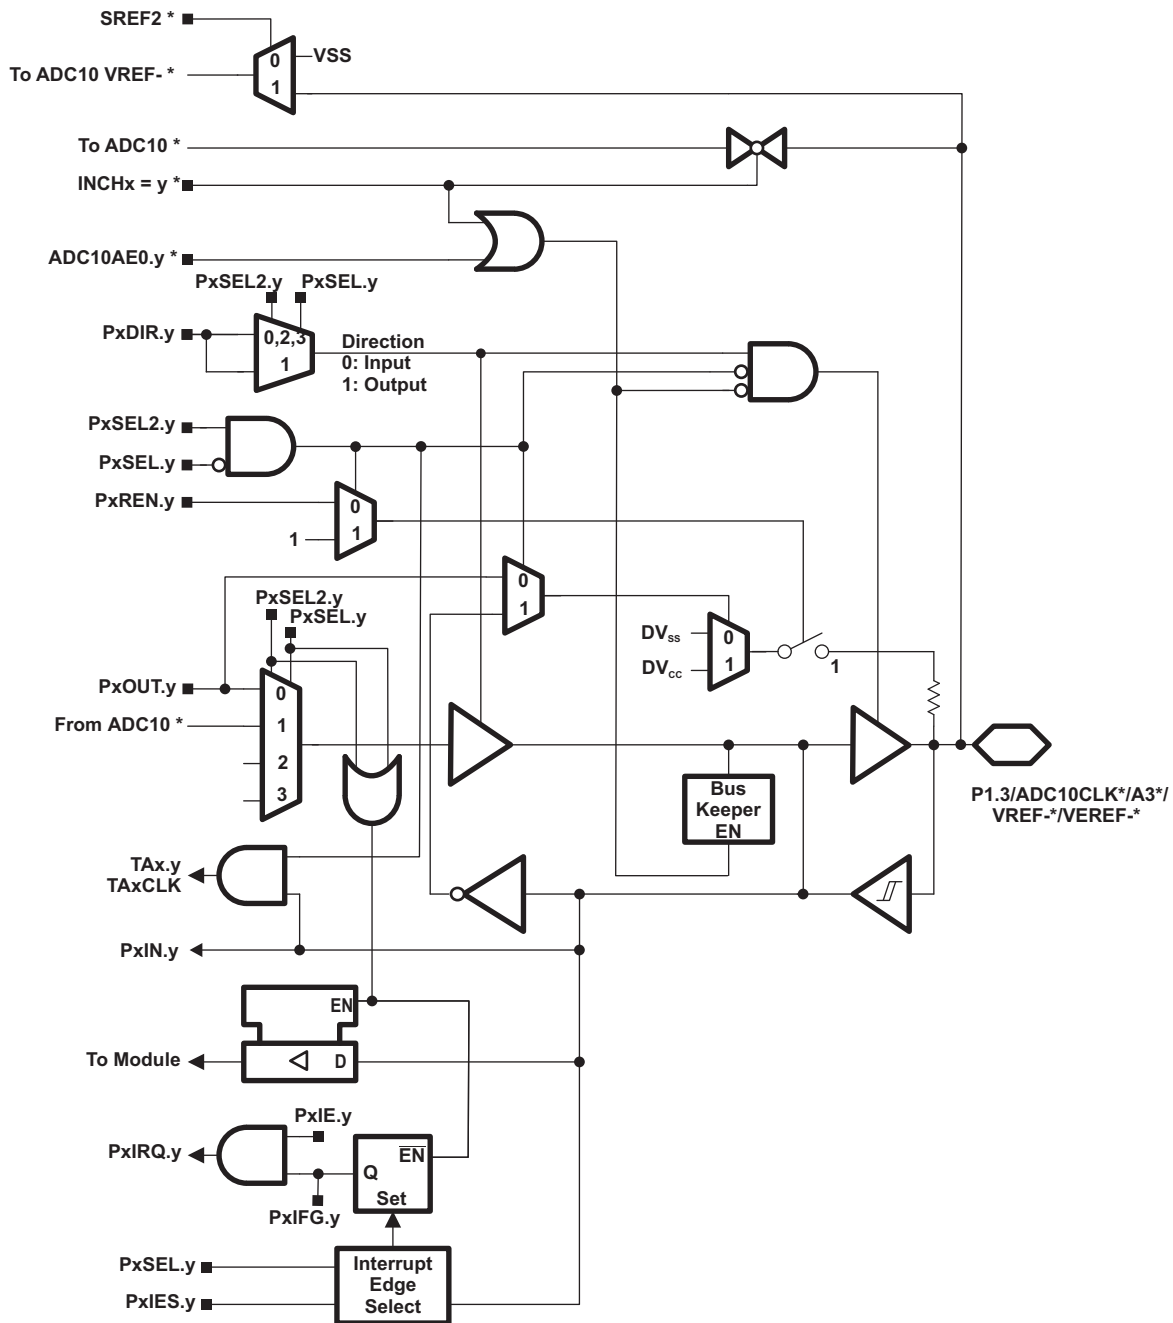 SREF2 *
0
VSS
To ADC10 VREF- *
1
To ADC10 *
INCHx = y *
ADC10AE0.y *
PxSEL2.y
PxSEL.y
PxDIR.y
0,2,3
1
Direction
0: Input
1: Output
PxSEL2.y
PxSEL.y
PxREN.y
0
1
1
0
1
PxSEL2.y
PxSEL.y
DVSS
0
DVCC
1
1
PxOUT.y
0
From ADC10 *
1
2
3
Bus
Keeper
EN
P1.3/ADC10CLK*/A3*/
VREF-*/VEREF-*
TAx.y
TAxCLK
PxIN.y
EN
To Module
D
PxIE.y
PxIRQ.y
EN
Q
Set
PxIFG.y
PxSEL.y
PxIES.y
Interrupt
Edge
Select